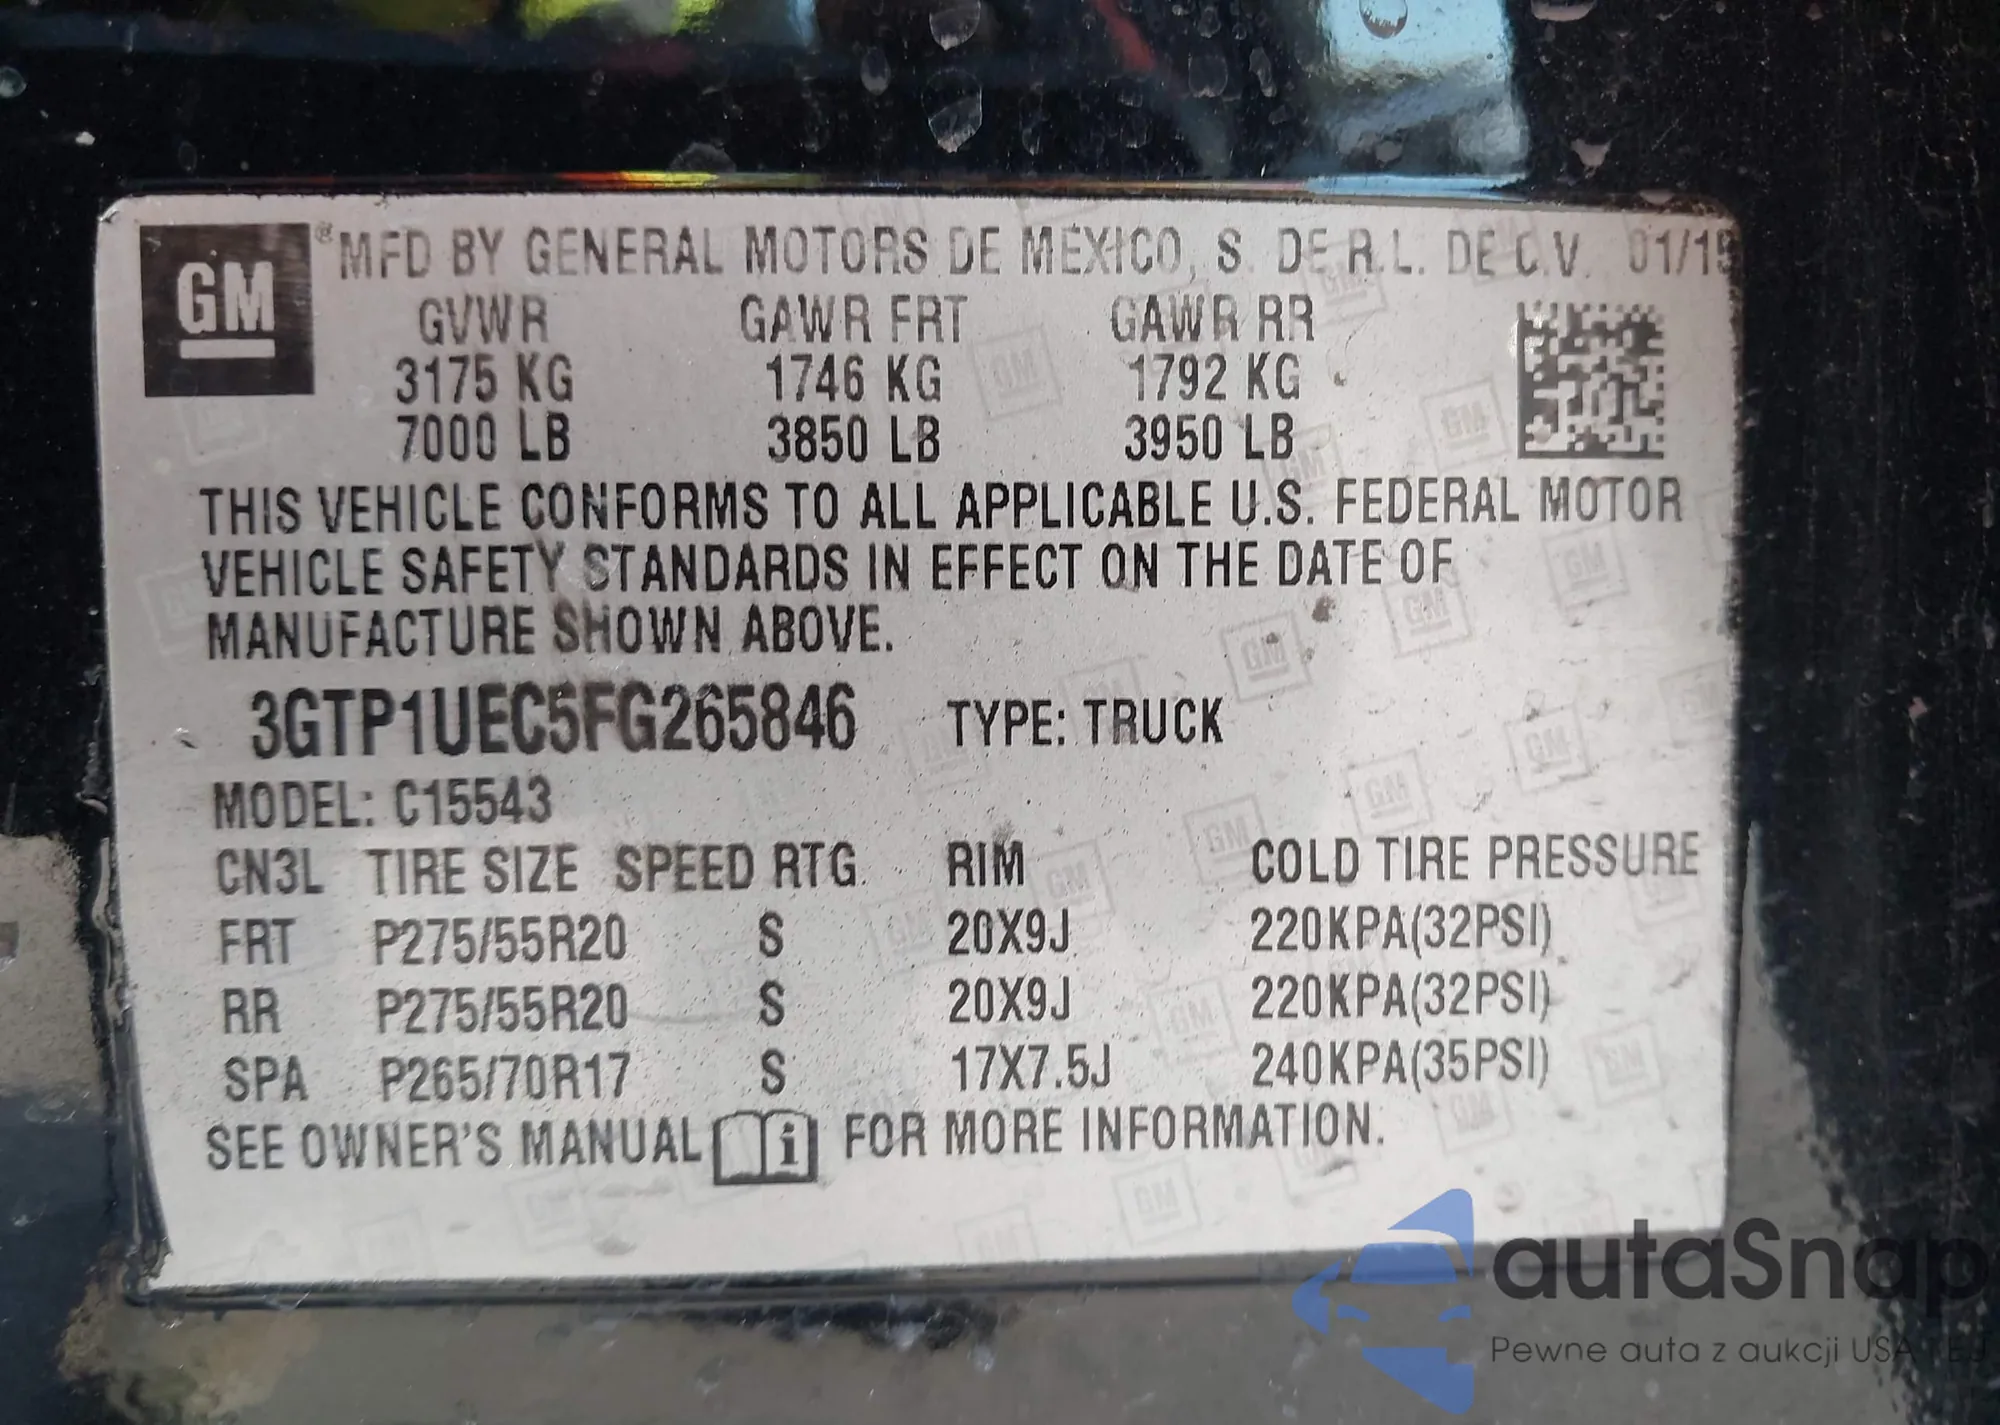 GM ® MFD BY GENERAL MOTORS DE MEXICO, S. DE R.L. DE C.V. 01/15
GVWR GAWR FRT GAWR RR
3175 KG 1746 KG 1792 KG
7000 LB 3850 LB 3950 LB
THIS VEHICLE CONFORMS TO ALL APPLICABLE U.S. FEDERAL MOTOR
VEHICLE SAFETY STANDARDS IN EFFECT ON THE DATE OF
MANUFACTURE SHOWN ABOVE.
3GTP1UEC5FG265846 TYPE: TRUCK
MODEL: C15543
CN3L TIRE SIZE SPEED RTG. RIM COLD TIRE PRESSURE
FRT P275/55R20 S 20X9J 220KPA(32PSI)
RR P275/55R20 S 20X9J 220KPA(32PSI)
SPA P265/70R17 S 17X7.5J 240KPA(35PSI)
SEE OWNER'S MANUAL i FOR MORE INFORMATION.
autaSnap
Pewne auta z aukcji USA i EU